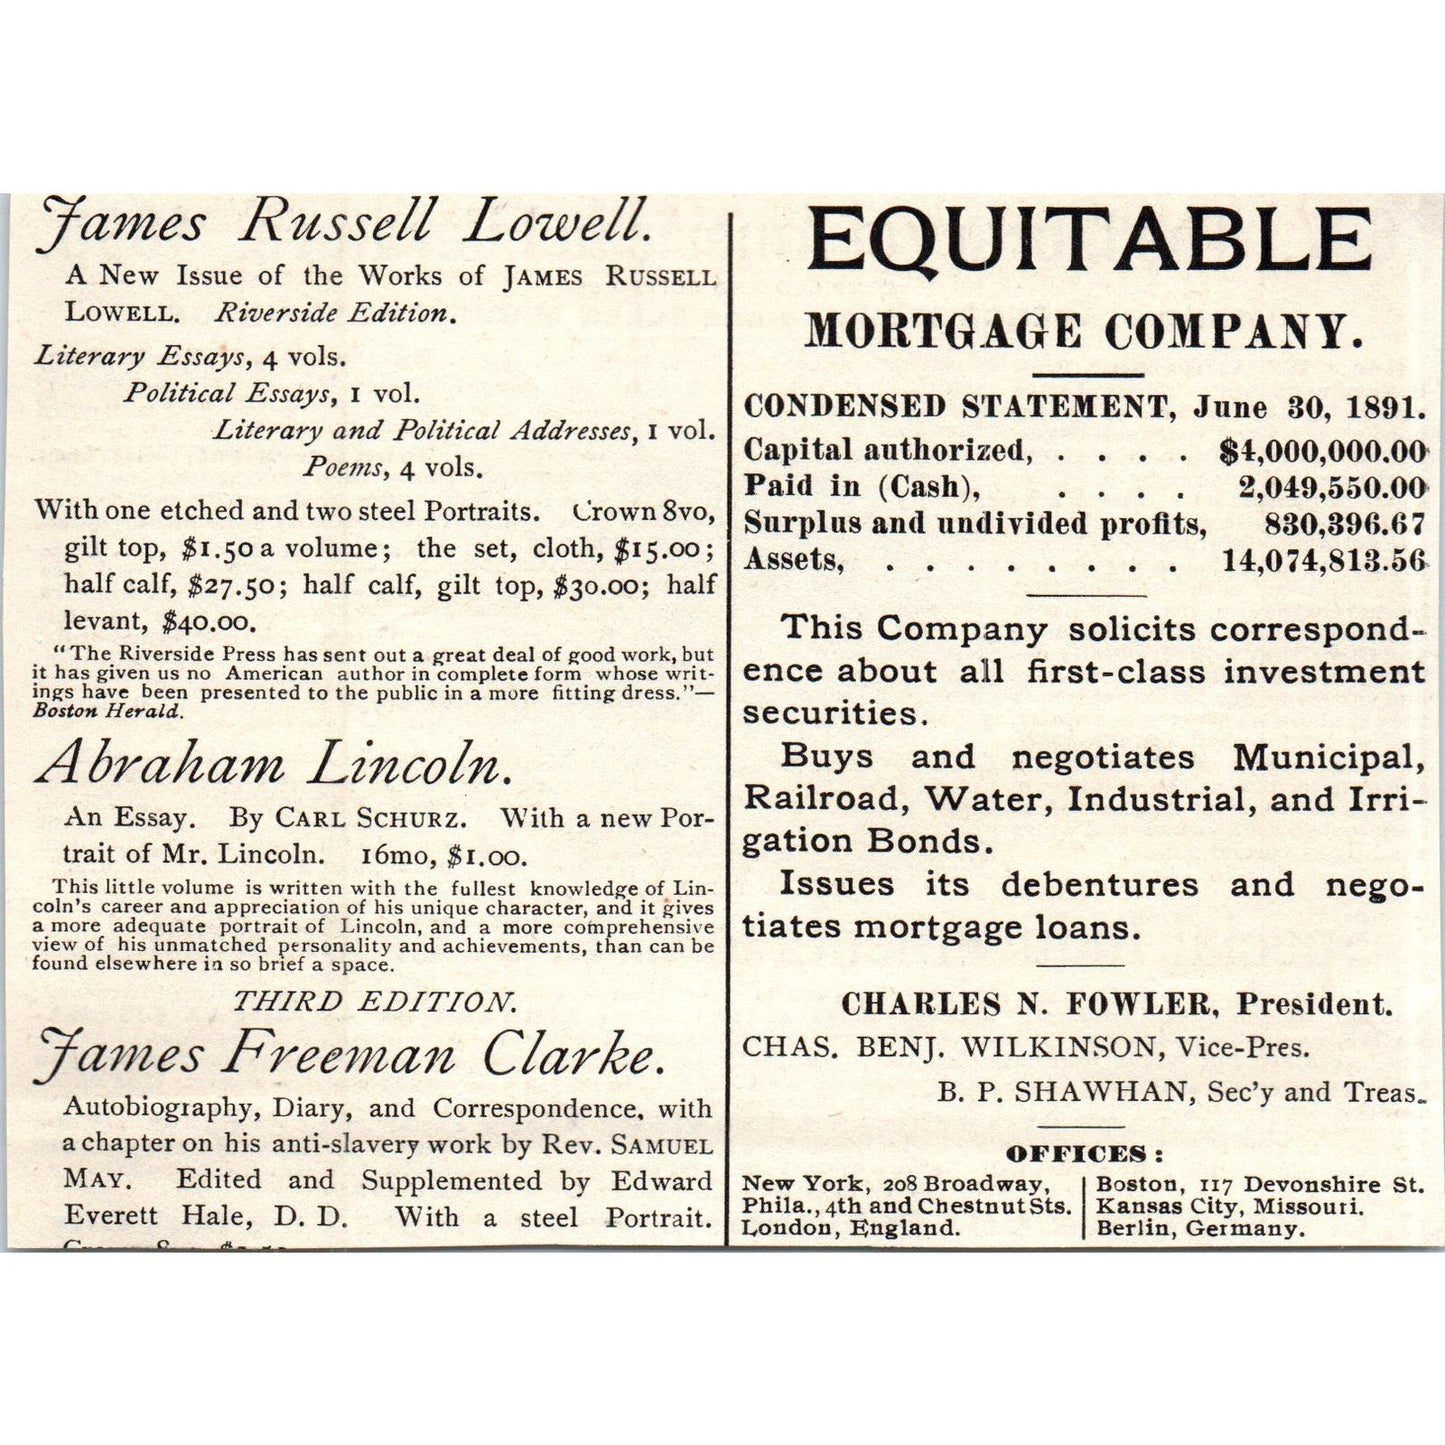 James Russell Lowell.
A New Issue of the Works of JAMES RUSSELL
LOWELL. Riverside Edition.
Literary Essays, 4 vols.
Political Essays, 1 vol.
Literary and Political Addresses, 1 vol.
Poems, 4 vols.
With one etched and two steel Portraits. Crown 8vo,
gilt top, $1.50 a volume; the set, cloth, $15.00;
half calf, $27.50; half calf, gilt top, $30.00; half
levant, $40.00.
"The Riverside Press has sent out a great deal of good work, but
it has given us no American author in complete form whose writ-
ings have been presented to the public in a more fitting dress."—
Boston Herald.
Abraham Lincoln.
An Essay. By CARL SCHURZ. With a new Por-
trait of Mr. Lincoln. 16mo, $1.00.
This little volume is written with the fullest knowledge of Lin-
coln's career and appreciation of his unique character, and it gives
a more adequate portrait of Lincoln, and a more comprehensive
view of his unmatched personality and achievements, than can be
found elsewhere in so brief a space.
THIRD EDITION.
James Freeman Clarke.
Autobiography, Diary, and Correspondence, with
a chapter on his anti-slavery work by Rev. SAMUEL
MAY. Edited and Supplemented by Edward
Everett Hale, D. D. With a steel Portrait.
EQUITABLE
MORTGAGE COMPANY.
CONDENSED STATEMENT, June 30, 1891.
Capital authorized, . . . . $4,000,000.00
Paid in (Cash), . . . . 2,049,550.00
Surplus and undivided profits, 830,396.67
Assets, . . . . . . . . 14,074,813.56
This Company solicits correspond-
ence about all first-class investment
securities.
Buys and negotiates Municipal,
Railroad, Water, Industrial, and Irri-
gation Bonds.
Issues its debentures and nego-
tiates mortgage loans.
CHARLES N. FOWLER, President.
CHAS. BENJ. WILKINSON, Vice-Pres.
B. P. SHAWHAN, Sec'y and Treas.
OFFICES:
New York, 208 Broadway,
Phila., 4th and Chestnut Sts.
London, England.
Boston, 117 Devonshire St.
Kansas City, Missouri.
Berlin, Germany.